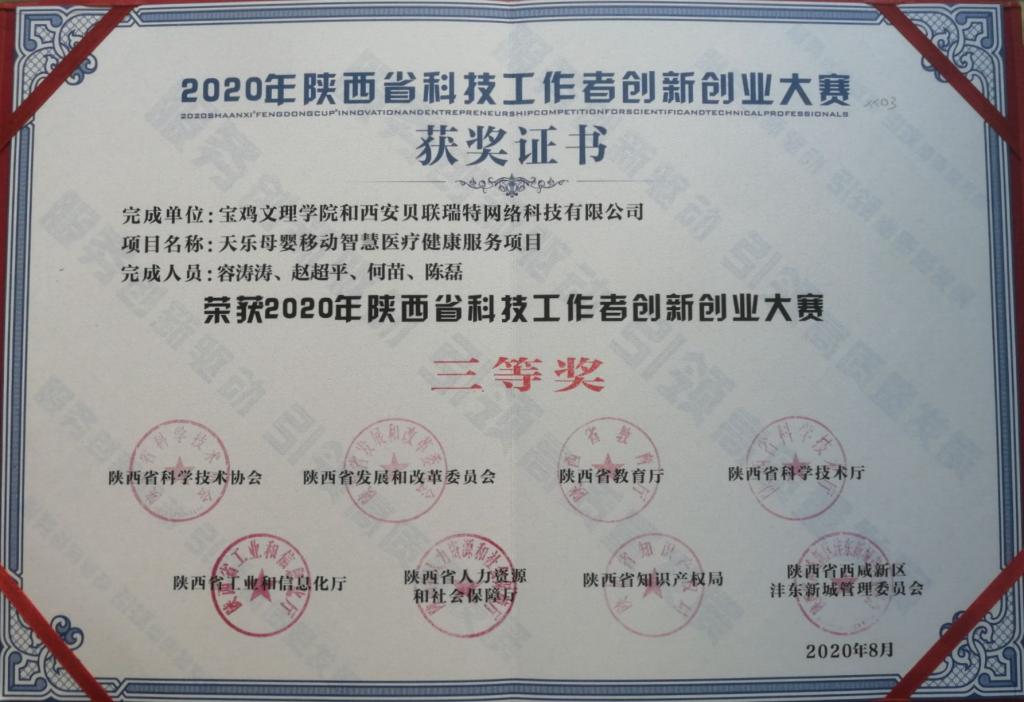 2020年陕西省科技工作者创新创业大赛
2020SHAANXI"FENGDONGCUP"INNOVATIONANDENTREPRENEURSHIPCOMPETITIONFORSCIENTIFICANDTECHNICALPROFESSIONALS
获奖证书
完成单位:宝鸡文理学院和西安贝联瑞特网络科技有限公司
项目名称:天乐母婴移动智慧医疗健康服务项目
完成人员:容涛涛、赵超平、何苗、陈磊
荣获2020年陕西省科技工作者创新创业大赛
三等奖
陕西省科学技术协会 陕西省发展和改革委员会 陕西省教育厅 陕西省科学技术厅
陕西省工业和信息化厅 陕西省人力资源和社会保障厅 陕西省知识产权局 陕西省西咸新区沣东新城管理委员会
2020年8月